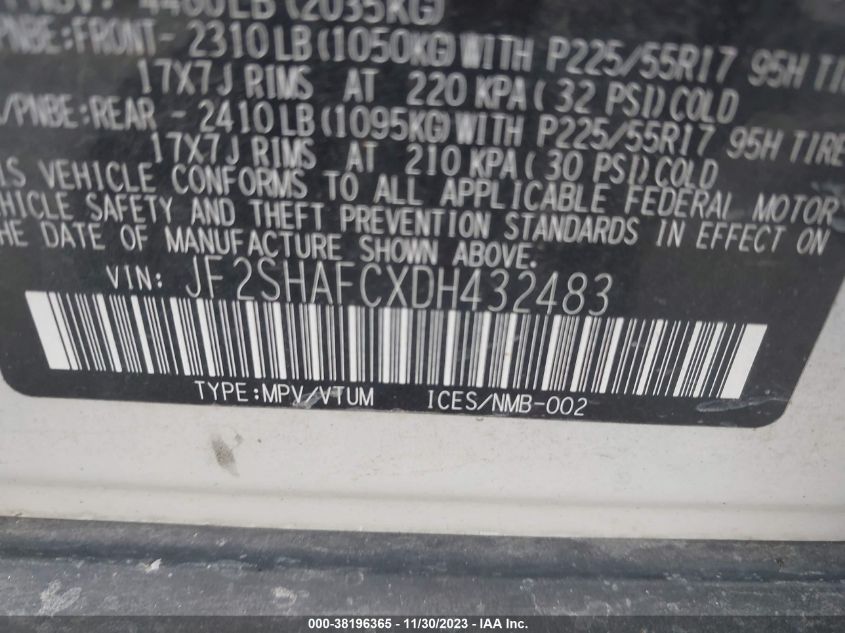 4480LB (2035KG)
/PNBE:FRONT- 2310LB(1050KG)WITH P225/55R17 95H TIRE
17X7J RIMS AT 220 KPA( 32 PSI)COLD
/PNBE:REAR - 2410LB(1095KG)WITH P225/55R17 95H TIRE
17X7J RIMS AT 210 KPA( 30 PSI)COLD
IS VEHICLE CONFORMS TO ALL APPLICABLE FEDERAL MOTOR
HICLE SAFETY AND THEFT PREVENTION STANDARDS IN EFFECT ON
HE DATE OF MANUFACTURE SHOWN ABOVE.
VIN: JF2SHAFCXDH432483
TYPE:MPV/VTUM ICES/NMB-002
000-38196365 - 11/30/2023 - IAA Inc.